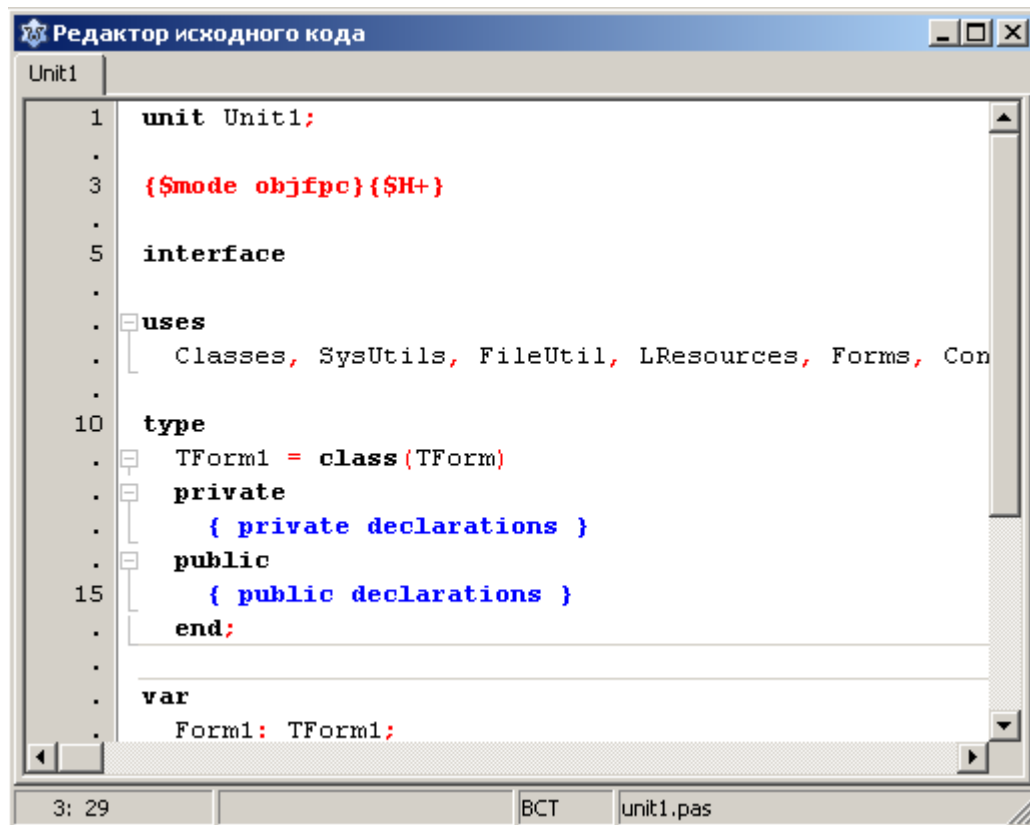 Редактор исходного кода
Unit1
1 unit Unit1;
.
3 {$mode objfpc}{$H+}
.
5 interface
.
. uses
. Classes, SysUtils, FileUtil, LResources, Forms, Con
.
10 type
. TForm1 = class(TForm)
. private
. { private declarations }
. public
15 { public declarations }
. end;
.
. var
. Form1: TForm1;
3: 29 ВСТ unit1.pas